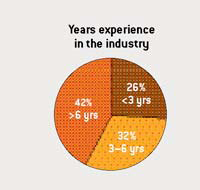 Years experience
in the industry
26%
<3 yrs
42%
>6 yrs
32%
3–6 yrs